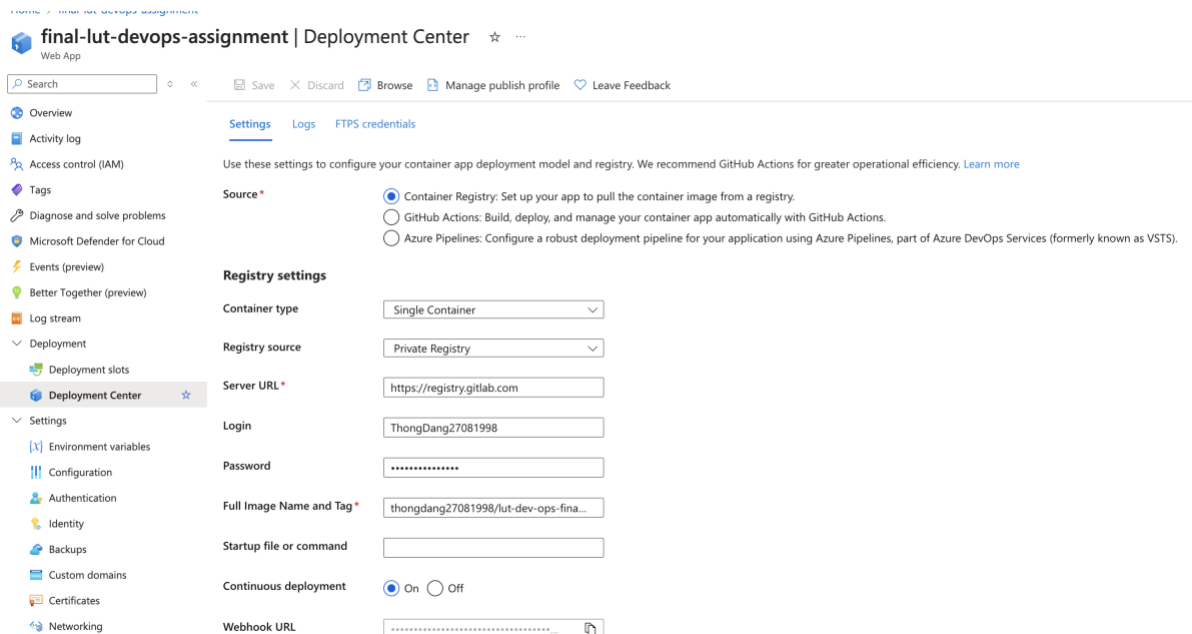 Home > final-lut-devops-assignment
final-lut-devops-assignment | Deployment Center
Web App
Search
Save
Discard
Browse
Manage publish profile
Leave Feedback
Overview
Activity log
Access control (IAM)
Tags
Diagnose and solve problems
Microsoft Defender for Cloud
Events (preview)
Better Together (preview)
Log stream
Deployment
Deployment slots
Deployment Center
Settings
Environment variables
Configuration
Authentication
Identity
Backups
Custom domains
Certificates
Networking
Settings Logs FTPS credentials
Use these settings to configure your container app deployment model and registry. We recommend GitHub Actions for greater operational efficiency. Learn more
Source*
Container Registry: Set up your app to pull the container image from a registry.
GitHub Actions: Build, deploy, and manage your container app automatically with GitHub Actions.
Azure Pipelines: Configure a robust deployment pipeline for your application using Azure Pipelines, part of Azure DevOps Services (formerly known as VSTS).
Registry settings
Container type Single Container
Registry source Private Registry
Server URL* https://registry.gitlab.com
Login ThongDang27081998
Password •••••••••••••••
Full Image Name and Tag* thongdang27081998/lut-dev-ops-fina...
Startup file or command
Continuous deployment On Off
Webhook URL